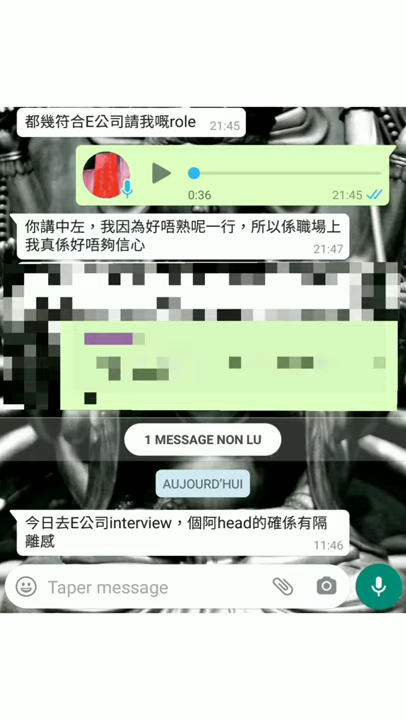 都幾符合E公司請我嘅role 21:45
0:36 21:45
你講中左，我因為好唔熟呢一行，所以係職場上
我真係好唔夠信心 21:47
1 MESSAGE NON LU
AUJOURD'HUI
今日去E公司interview，個阿head的確係有隔
離感 11:46
Taper message